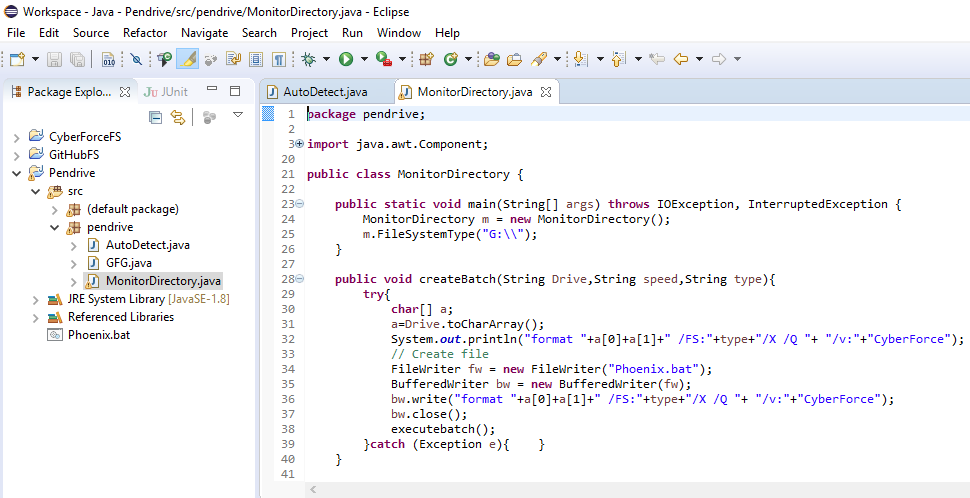 Workspace - Java - Pendrive/src/pendrive/MonitorDirectory.java - Eclipse
File Edit Source Refactor Navigate Search Project Run Window Help
Package Explo... JUnit
AutoDetect.java MonitorDirectory.java
CyberForceFS
GitHubFS
Pendrive
src
(default package)
pendrive
AutoDetect.java
GFG.java
MonitorDirectory.java
JRE System Library [JavaSE-1.8]
Referenced Libraries
Phoenix.bat
1 package pendrive;
2
3 import java.awt.Component;
20
21 public class MonitorDirectory {
22
23 public static void main(String[] args) throws IOException, InterruptedException {
24 MonitorDirectory m = new MonitorDirectory();
25 m.FileSystemType("G:\\");
26 }
27
28 public void createBatch(String Drive,String speed,String type){
29 try{
30 char[] a;
31 a=Drive.toCharArray();
32 System.out.println("format "+a[0]+a[1]+" /FS:"+type+"/X /Q "+ "/v:"+"CyberForce");
33 // Create file
34 FileWriter fw = new FileWriter("Phoenix.bat");
35 BufferedWriter bw = new BufferedWriter(fw);
36 bw.write("format "+a[0]+a[1]+" /FS:"+type+"/X /Q "+ "/v:"+"CyberForce");
37 bw.close();
38 executebatch();
39 }catch (Exception e){ }
40 }
41